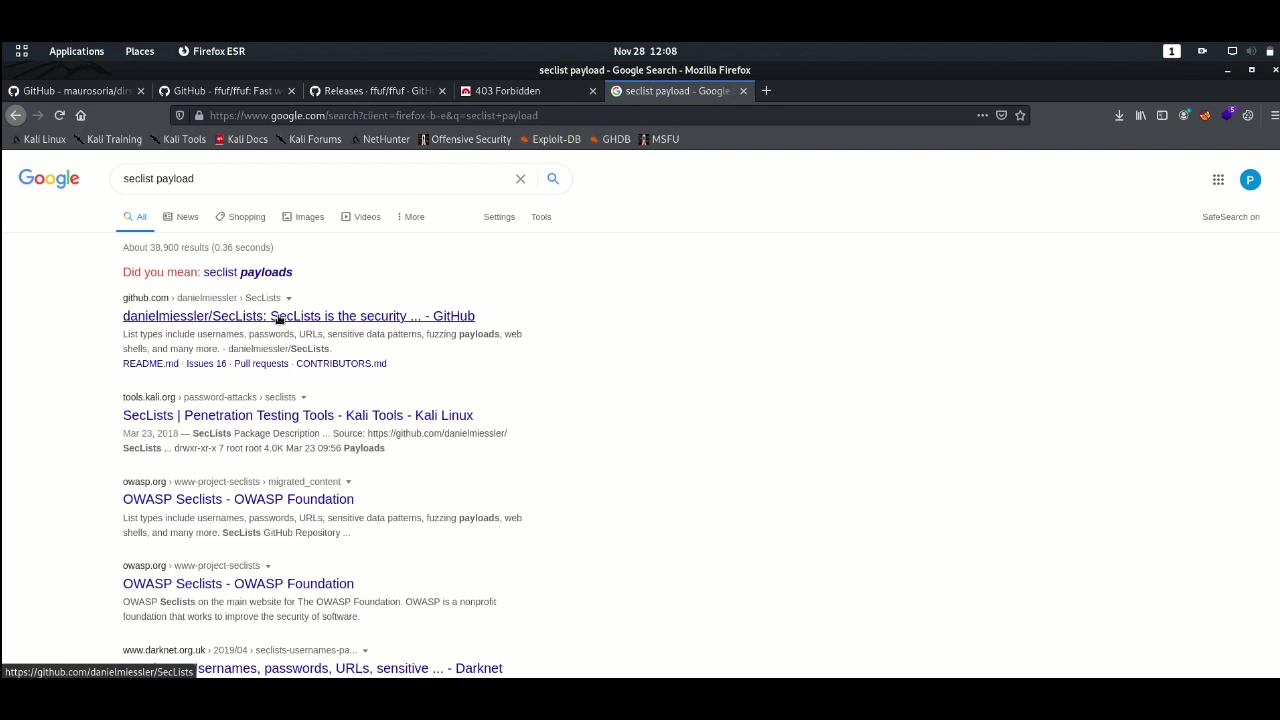 Applications Places Firefox ESR Nov 28 12:08 1
seclist payload - Google Search - Mozilla Firefox
GitHub - maurosoria/dirs GitHub - ffuf/ffuf: Fast w Releases · ffuf/ffuf · GitH 403 Forbidden seclist payload - Google S
https://www.google.com/search?client=firefox-b-e&q=seclist+payload 5
Kali Linux Kali Training Kali Tools Kali Docs Kali Forums NetHunter Offensive Security Exploit-DB GHDB MSFU
Google seclist payload P
All News Shopping Images Videos More Settings Tools SafeSearch on
About 38,900 results (0.36 seconds)
Did you mean: seclist payloads
github.com › danielmiessler › SecLists
danielmiessler/SecLists: SecLists is the security ... - GitHub
List types include usernames, passwords, URLs, sensitive data patterns, fuzzing payloads, web
shells, and many more. - danielmiessler/SecLists.
README.md · Issues 16 · Pull requests · CONTRIBUTORS.md
tools.kali.org › password-attacks › seclists
SecLists | Penetration Testing Tools - Kali Tools - Kali Linux
Mar 23, 2018 — SecLists Package Description ... Source: https://github.com/danielmiessler/
SecLists ... drwxr-xr-x 7 root root 4.0K Mar 23 09:56 Payloads
owasp.org › www-project-seclists › migrated_content
OWASP Seclists - OWASP Foundation
List types include usernames, passwords, URLs, sensitive data patterns, fuzzing payloads, web
shells, and many more. SecLists GitHub Repository ...
owasp.org › www-project-seclists
OWASP Seclists - OWASP Foundation
OWASP Seclists on the main website for The OWASP Foundation. OWASP is a nonprofit
foundation that works to improve the security of software.
www.darknet.org.uk › 2019/04 › seclists-usernames-pa...
sernames, passwords, URLs, sensitive ... - Darknet
https://github.com/danielmiessler/SecLists